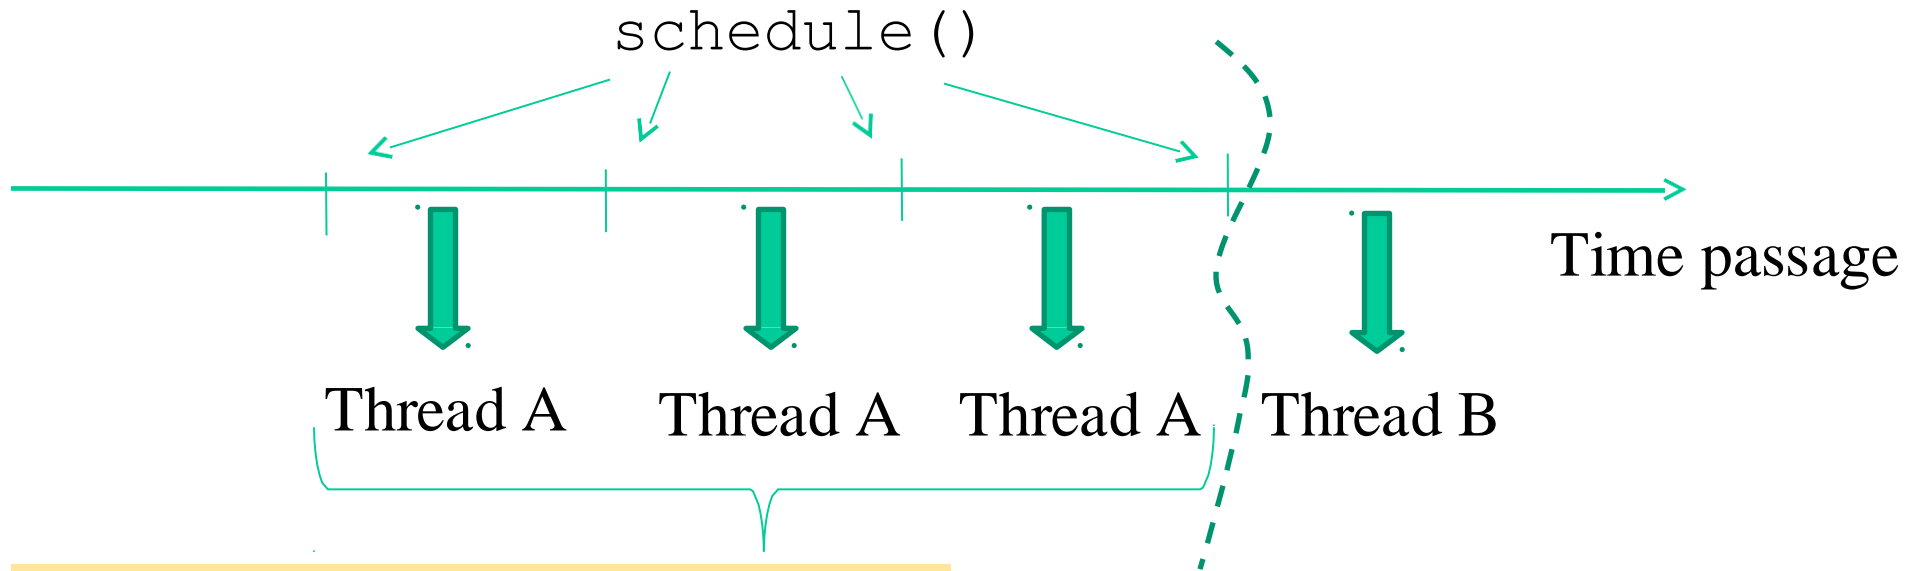 schedule()
Time passage
Thread A Thread A Thread A Thread B